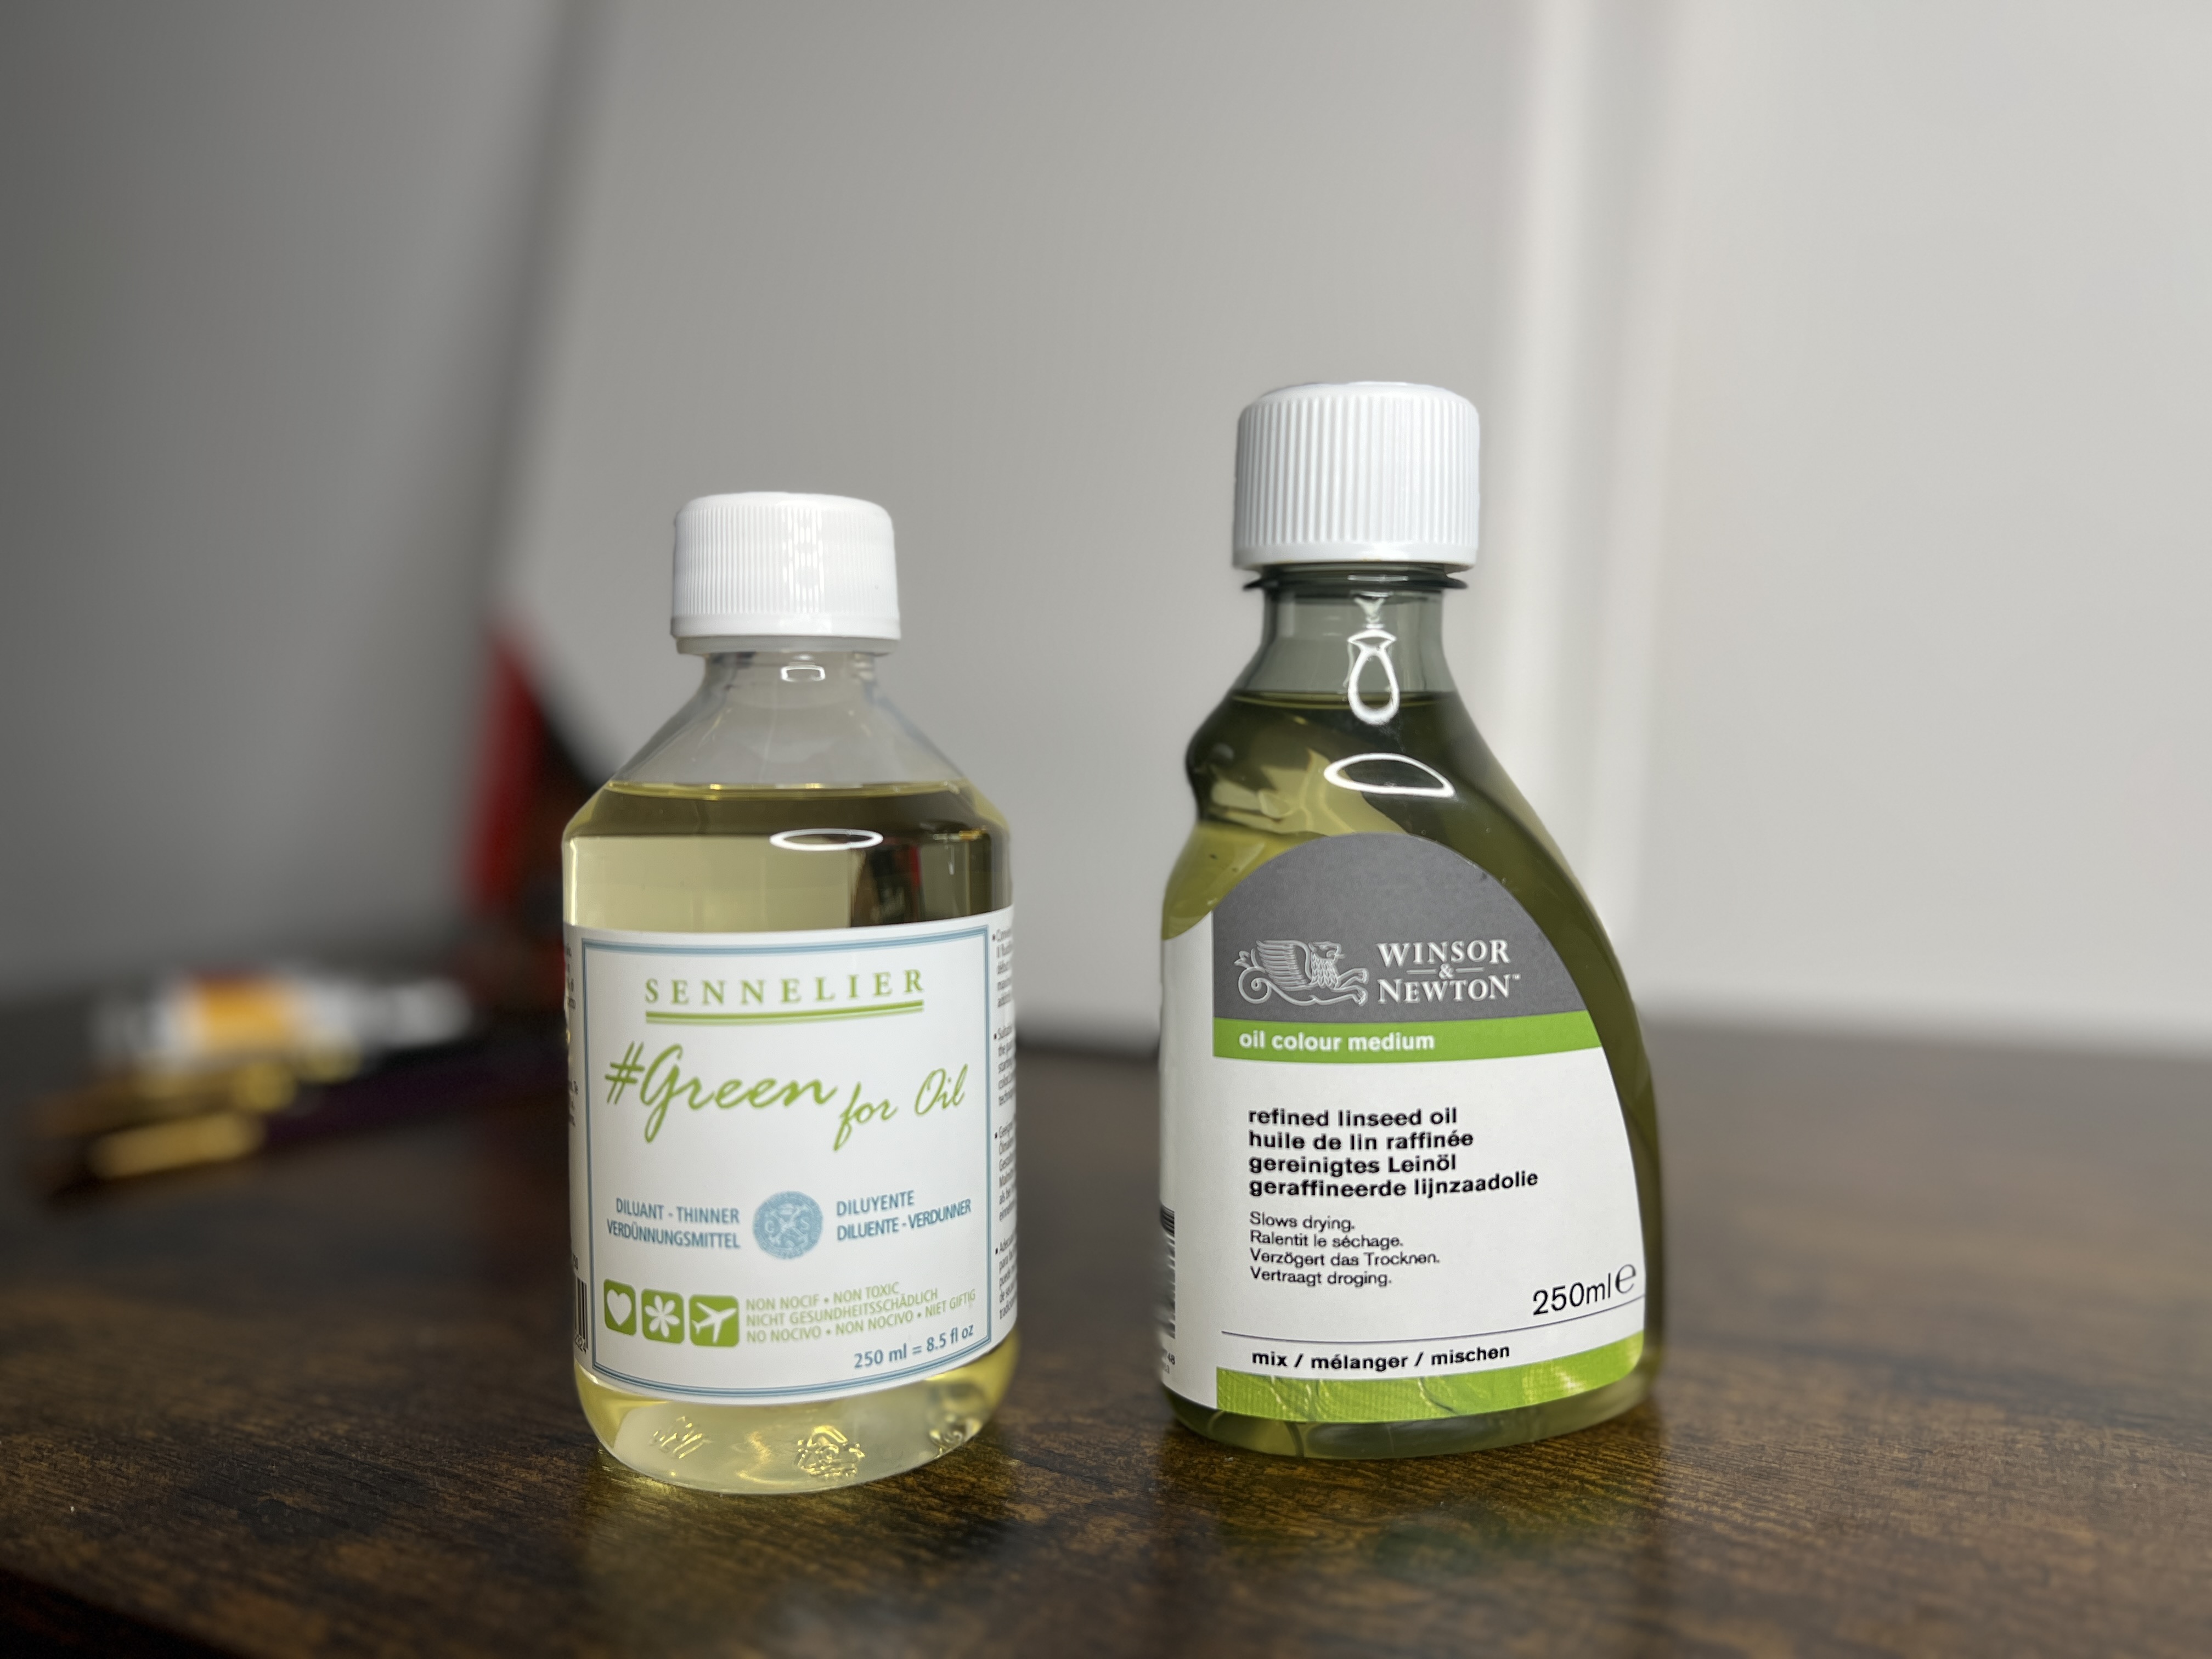 SENNELIER
#Green for Oil
DILUANT - THINNER
VERDÜNNUNGSMITTEL
DILUYENTE
DILUENTE - VERDUNNER
NON NOCIF • NON TOXIC
NICHT GESUNDHEITSSCHÄDLICH
NO NOCIVO • NON NOCIVO • NIET GIFTIG
250 ml = 8.5 fl oz
WINSOR
&
NEWTON™
oil colour medium
refined linseed oil
huile de lin raffinée
gereinigtes Leinöl
geraffineerde lijnzaadolie
Slows drying.
Ralentit le séchage.
Verzögert das Trocknen.
Vertraagt droging.
250ml℮
mix / mélanger / mischen